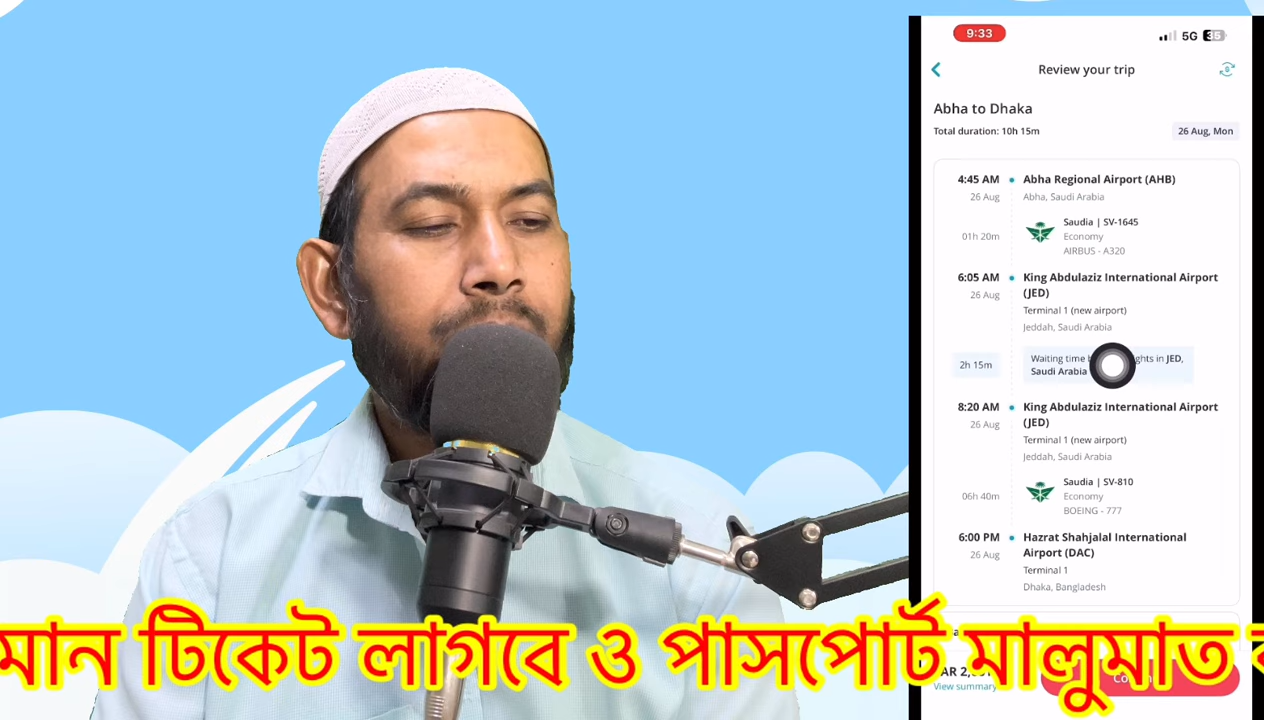 9:33
5G 35
Review your trip
Abha to Dhaka
Total duration: 10h 15m
26 Aug, Mon
4:45 AM
Abha Regional Airport (AHB)
26 Aug
Abha, Saudi Arabia
Saudia | SV-1645
01h 20m
Economy
AIRBUS - A320
6:05 AM
King Abdulaziz International Airport
26 Aug
(JED)
Terminal 1 (new airport)
Jeddah, Saudi Arabia
2h 15m
Waiting time in JED,
Saudi Arabia
8:20 AM
King Abdulaziz International Airport
26 Aug
(JED)
Terminal 1 (new airport)
Jeddah, Saudi Arabia
Saudia | SV-810
06h 40m
Economy
BOEING - 777
6:00 PM
Hazrat Shahjalal International
26 Aug
Airport (DAC)
Terminal 1
Dhaka, Bangladesh
টিকেট লাগবে ও পাসপোর্ট মালুমাত
View summary